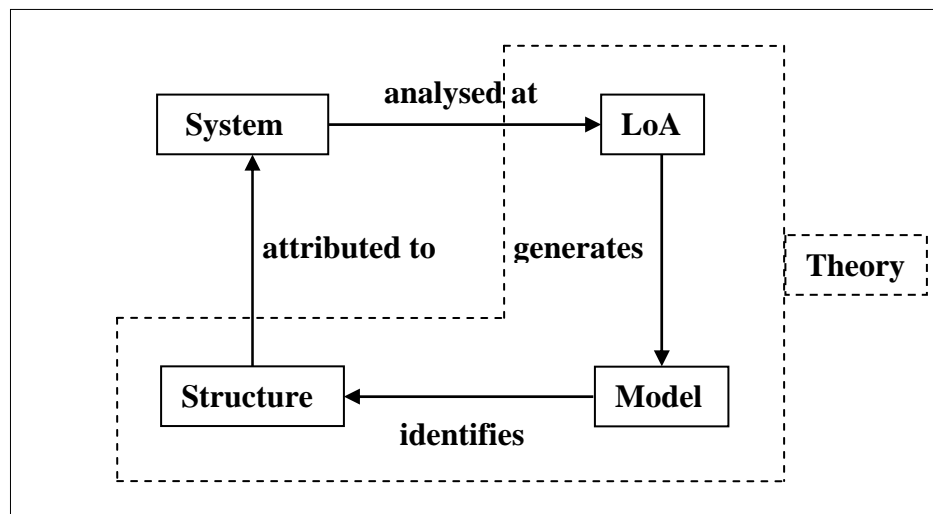 analysed at
System
LoA
attributed to
generates
Theory
Structure
Model
identifies